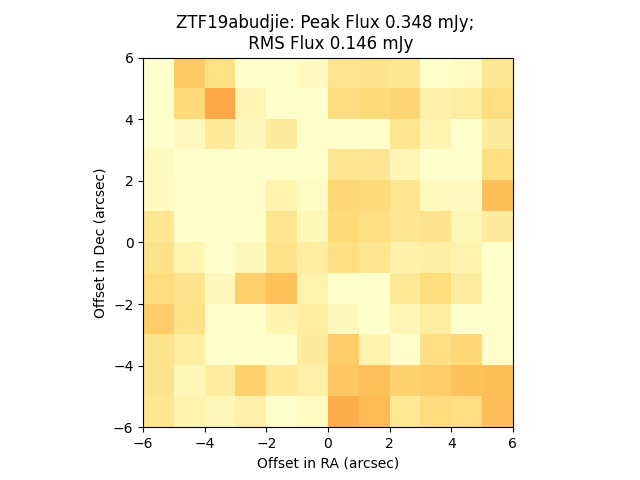 ZTF19abudjie: Peak Flux 0.348 mJy;
RMS Flux 0.146 mJy
6
4
2
0
−2
−4
−6
Offset in Dec (arcsec)
−6 −4 −2 0 2 4 6
Offset in RA (arcsec)